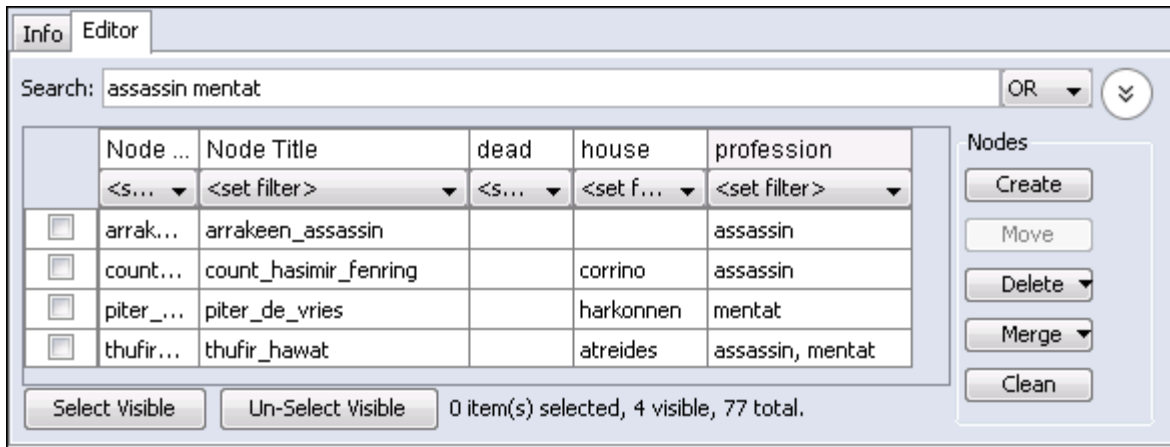 Info Editor
Search: assassin mentat OR
Node ... Node Title dead house profession Nodes
<s... <set filter> <s... <set f... <set filter> Create
arrak... arrakeen_assassin assassin Move
count... count_hasimir_fenring corrino assassin
Delete
piter_... piter_de_vries harkonnen mentat
Merge
thufir... thufir_hawat atreides assassin, mentat
Clean
Select Visible Un-Select Visible 0 item(s) selected, 4 visible, 77 total.